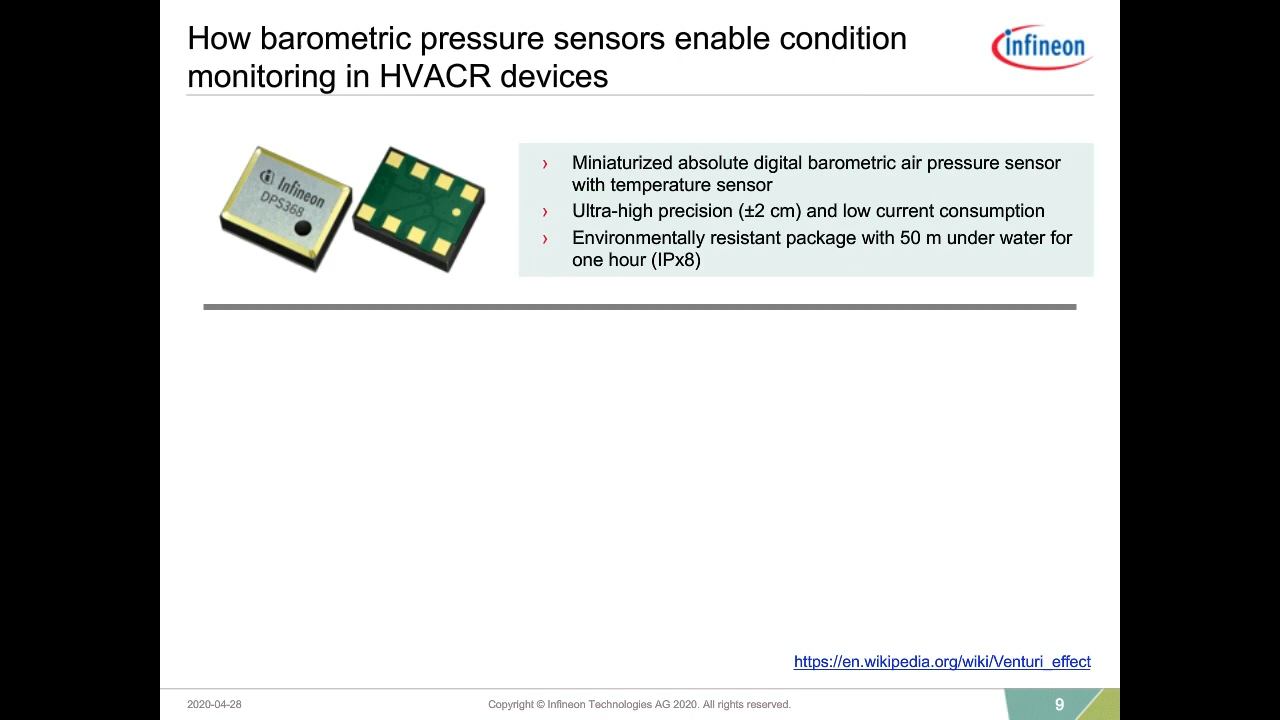 How barometric pressure sensors enable condition
monitoring in HVACR devices
infineon
Infineon
DPS368
› Miniaturized absolute digital barometric air pressure sensor
with temperature sensor
› Ultra-high precision (±2 cm) and low current consumption
› Environmentally resistant package with 50 m under water for
one hour (IPx8)
https://en.wikipedia.org/wiki/Venturi_effect
2020-04-28
Copyright © Infineon Technologies AG 2020. All rights reserved.
9